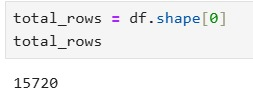 total_rows = df.shape[0]
total_rows
15720